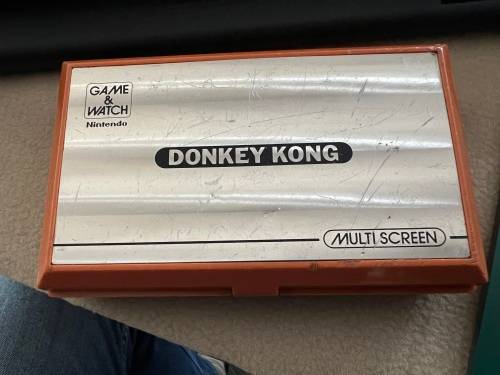 GAME
&
WATCH
Nintendo
DONKEY KONG
MULTI SCREEN